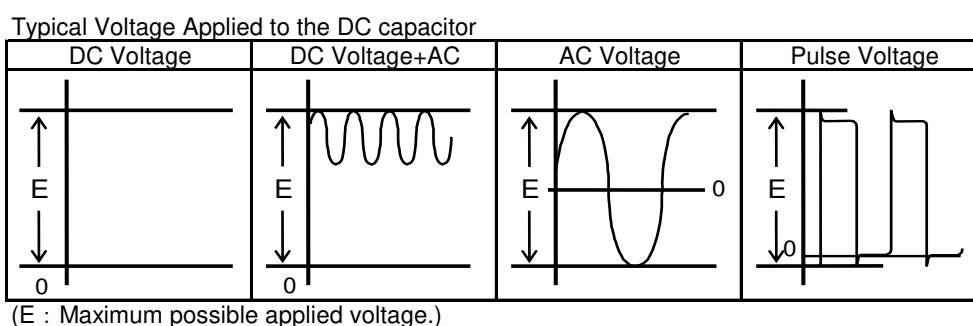 Typical Voltage Applied to the DC capacitor
DC Voltage DC Voltage+AC AC Voltage Pulse Voltage
E E E 0 E
0
0 0
(E：Maximum possible applied voltage.)